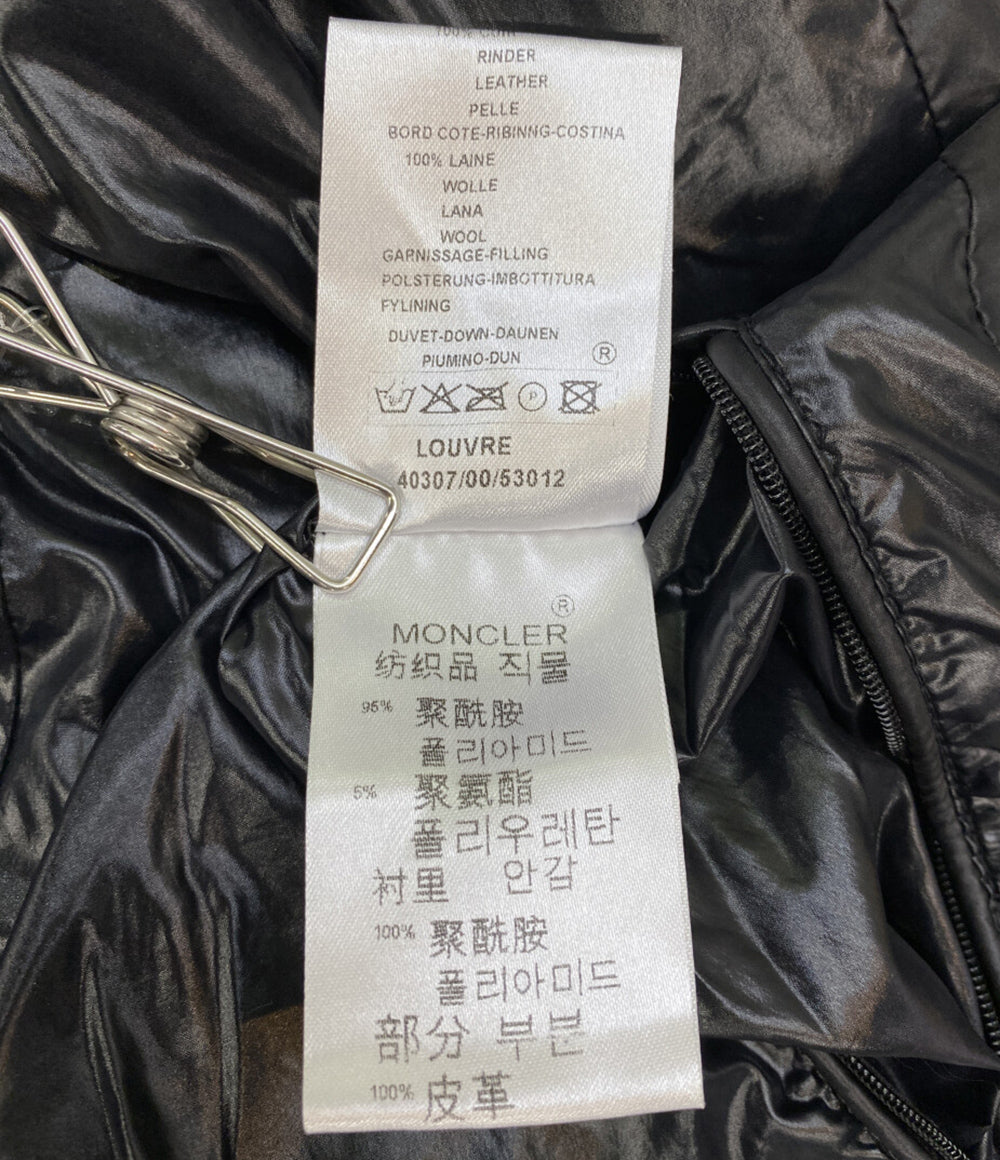 100% CUIR
RINDER
LEATHER
PELLE
BORD COTE-RIBINNG-COSTINA
100% LAINE
WOLLE
LANA
WOOL
GARNISSAGE-FILLING
POLSTERUNG-IMBOTTITURA
FYLINING
DUVET-DOWN-DAUNEN
PIUMINO-DUN ®
P
LOUVRE
40307/00/53012
®
MONCLER
纺织品 직물
95% 聚酰胺
폴리아미드
5% 聚氨酯
폴리우레탄
衬里 안감
100% 聚酰胺
폴리아미드
部分 부분
100% 皮革